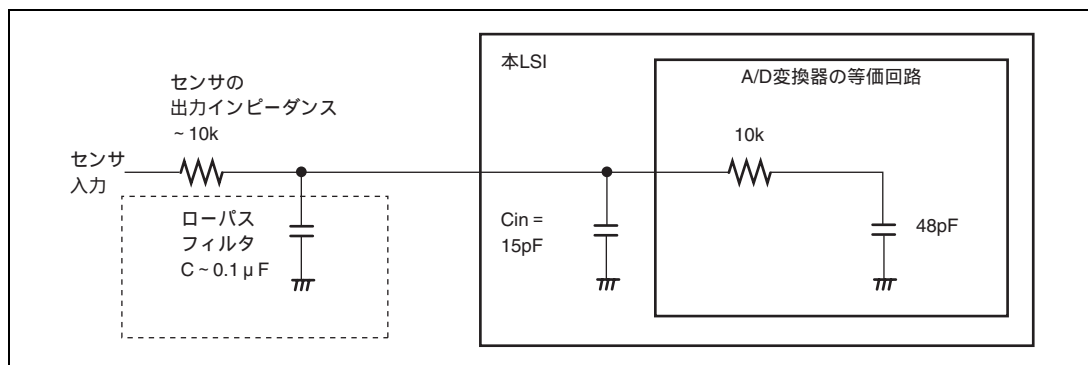 本LSI
A/D変換器の等価回路
センサの
出力インピーダンス
~10k
10k
センサ
入力
ローパス
フィルタ
C~0.1μF
Cin =
15pF
48pF